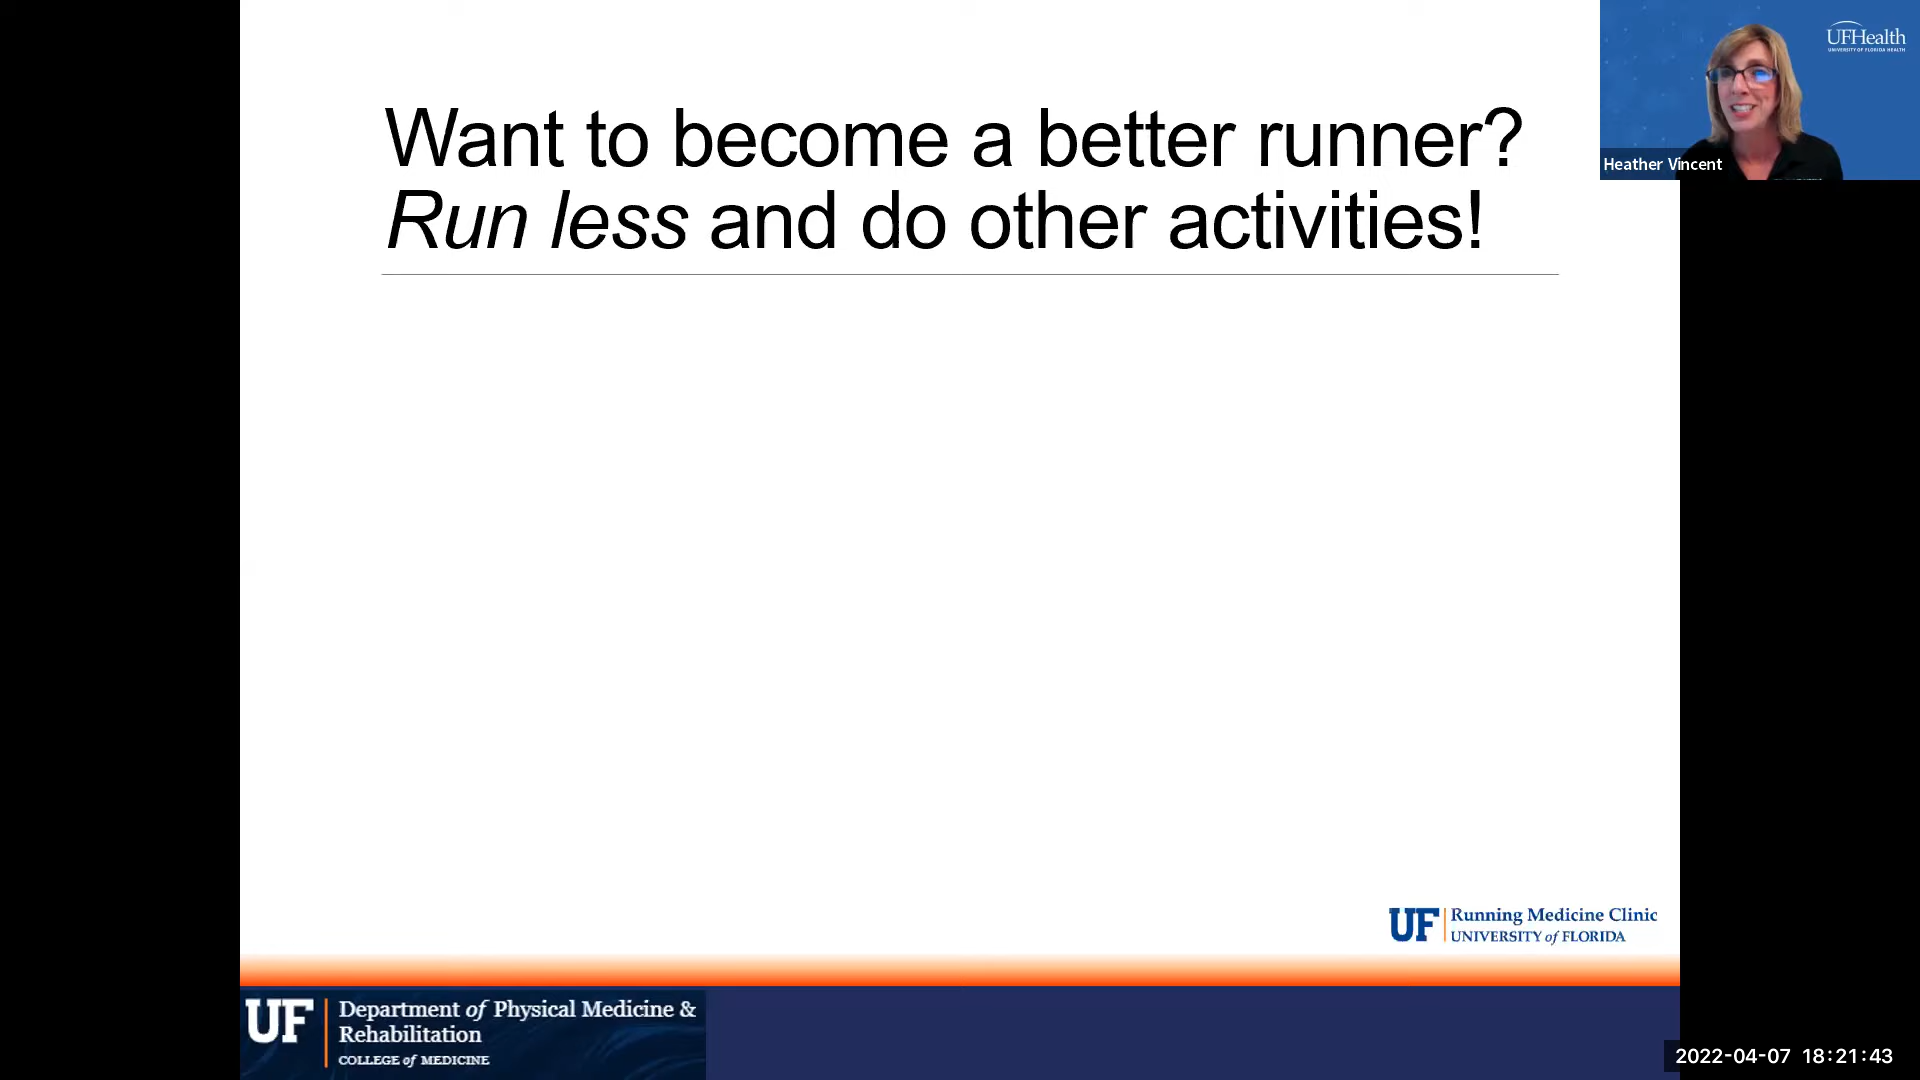 Want to become a better runner?
Run less and do other activities!
UFHealth
UNIVERSITY OF FLORIDA HEALTH
Heather Vincent
UF Running Medicine Clinic
UNIVERSITY of FLORIDA
UF Department of Physical Medicine &
Rehabilitation
COLLEGE of MEDICINE
2022-04-07 18:21:43